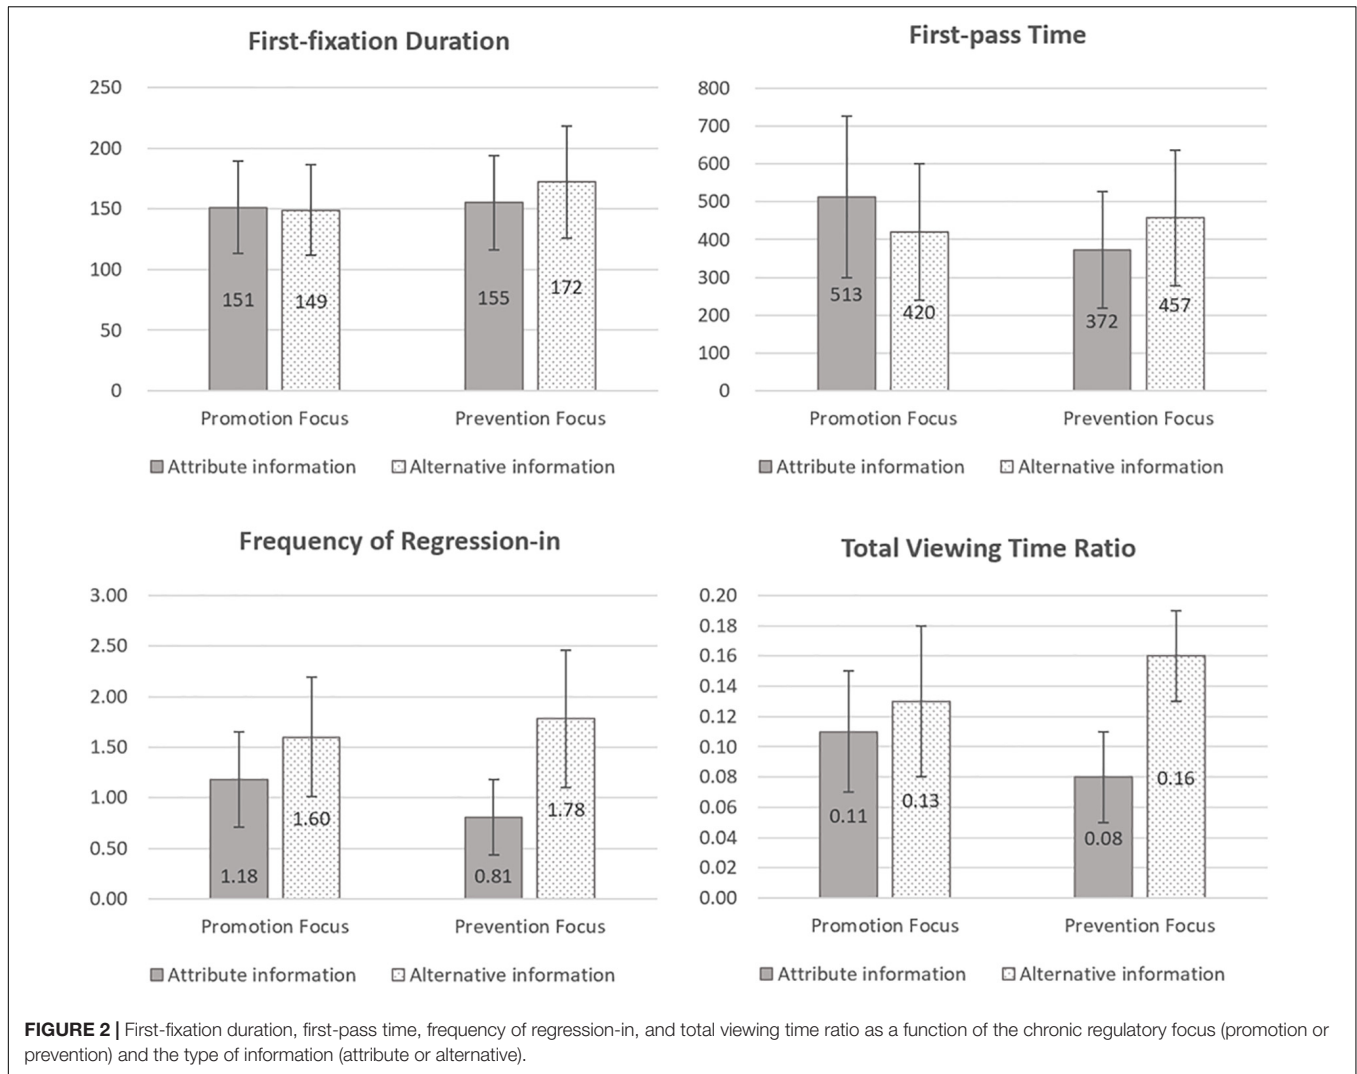 First-fixation Duration
250
200
150
100
50
0
151
149
155
172
Promotion Focus
Prevention Focus
Attribute information
Alternative information
First-pass Time
800
700
600
500
400
300
200
100
0
513
420
372
457
Promotion Focus
Prevention Focus
Attribute information
Alternative information
Frequency of Regression-in
3.00
2.50
2.00
1.50
1.00
0.50
0.00
1.18
1.60
0.81
1.78
Promotion Focus
Prevention Focus
Attribute information
Alternative information
Total Viewing Time Ratio
0.20
0.18
0.16
0.14
0.12
0.10
0.08
0.06
0.04
0.02
0.00
0.11
0.13
0.08
0.16
Promotion Focus
Prevention Focus
Attribute information
Alternative information
FIGURE 2 | First-fixation duration, first-pass time, frequency of regression-in, and total viewing time ratio as a function of the chronic regulatory focus (promotion or
prevention) and the type of information (attribute or alternative).